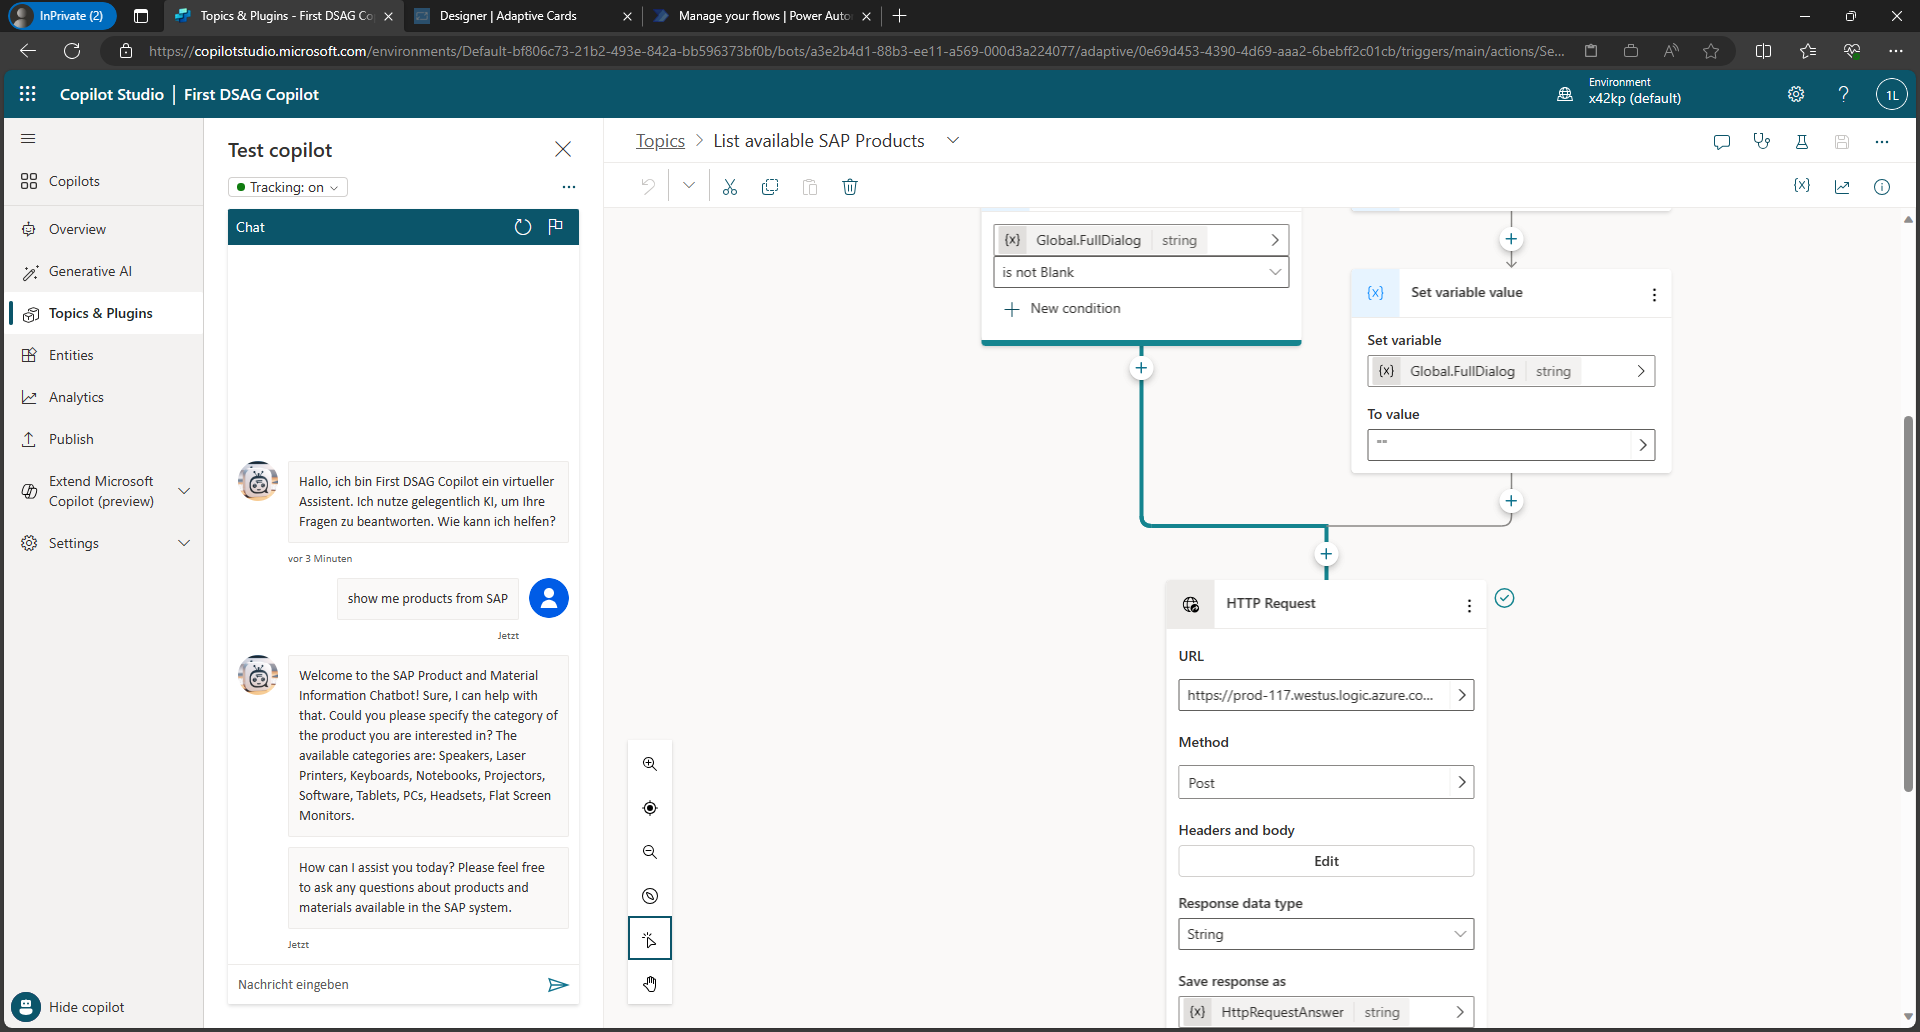 InPrivate (2)
Topics & Plugins - First DSAG Co
Designer | Adaptive Cards
Manage your flows | Power Auto
https://copilotstudio.microsoft.com/environments/Default-bf806c73-21b2-493e-842a-bb596373bf0b/bots/a3e2b4d1-88b3-ee11-a569-000d3a224077/adaptive/0e69d453-4390-4d69-aaa2-6bebff2c01cb/triggers/main/actions/Se...
Copilot Studio | First DSAG Copilot
Environment
x42kp (default)
?
1L
Copilots
Overview
Generative AI
Topics & Plugins
Entities
Analytics
Publish
Extend Microsoft
Copilot (preview)
Settings
Hide copilot
Test copilot
Tracking: on
Chat
Hallo, ich bin First DSAG Copilot ein virtueller
Assistent. Ich nutze gelegentlich KI, um Ihre
Fragen zu beantworten. Wie kann ich helfen?
vor 3 Minuten
show me products from SAP
Jetzt
Welcome to the SAP Product and Material
Information Chatbot! Sure, I can help with
that. Could you please specify the category of
the product you are interested in? The
available categories are: Speakers, Laser
Printers, Keyboards, Notebooks, Projectors,
Software, Tablets, PCs, Headsets, Flat Screen
Monitors.
How can I assist you today? Please feel free
to ask any questions about products and
materials available in the SAP system.
Jetzt
Nachricht eingeben
Topics > List available SAP Products
{x}
{x} Global.FullDialog string
is not Blank
New condition
{x} Set variable value
Set variable
{x} Global.FullDialog string
To value
""
HTTP Request
URL
https://prod-117.westus.logic.azure.co...
Method
Post
Headers and body
Edit
Response data type
String
Save response as
{x} HttpRequestAnswer string